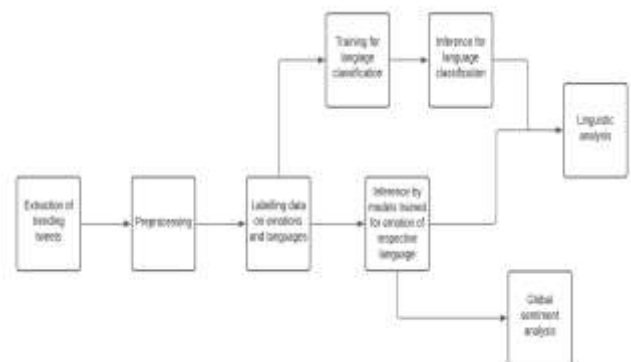 Training for
language
classification
Inference for
language
classification
Linguistic
analysis
Extraction of
trending
tweets
Preprocessing
Labelling data
on emotions
and languages
Inference by
models trained
for emotion of
respective
language
Global
sentiment
analysis